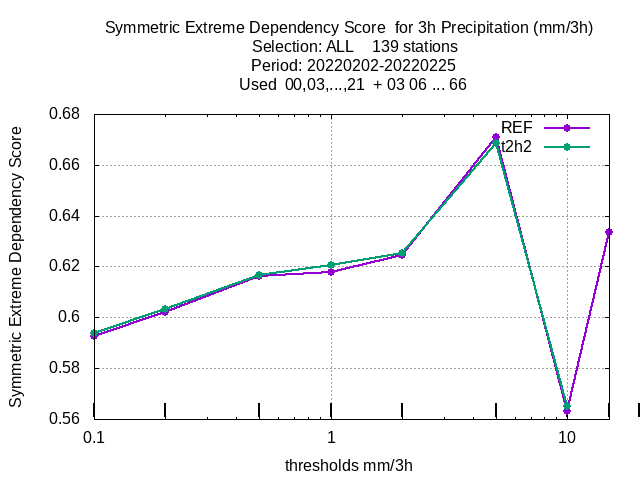 Symmetric Extreme Dependency Score  for 3h Precipitation (mm/3h)
Selection: ALL    139 stations
Period: 20220202-20220225
Used  00,03,...,21  + 03 06 ... 66
REF
t2h2
Symmetric Extreme Dependency Score
0.68
0.66
0.64
0.62
0.6
0.58
0.56
0.1
1
10
thresholds mm/3h